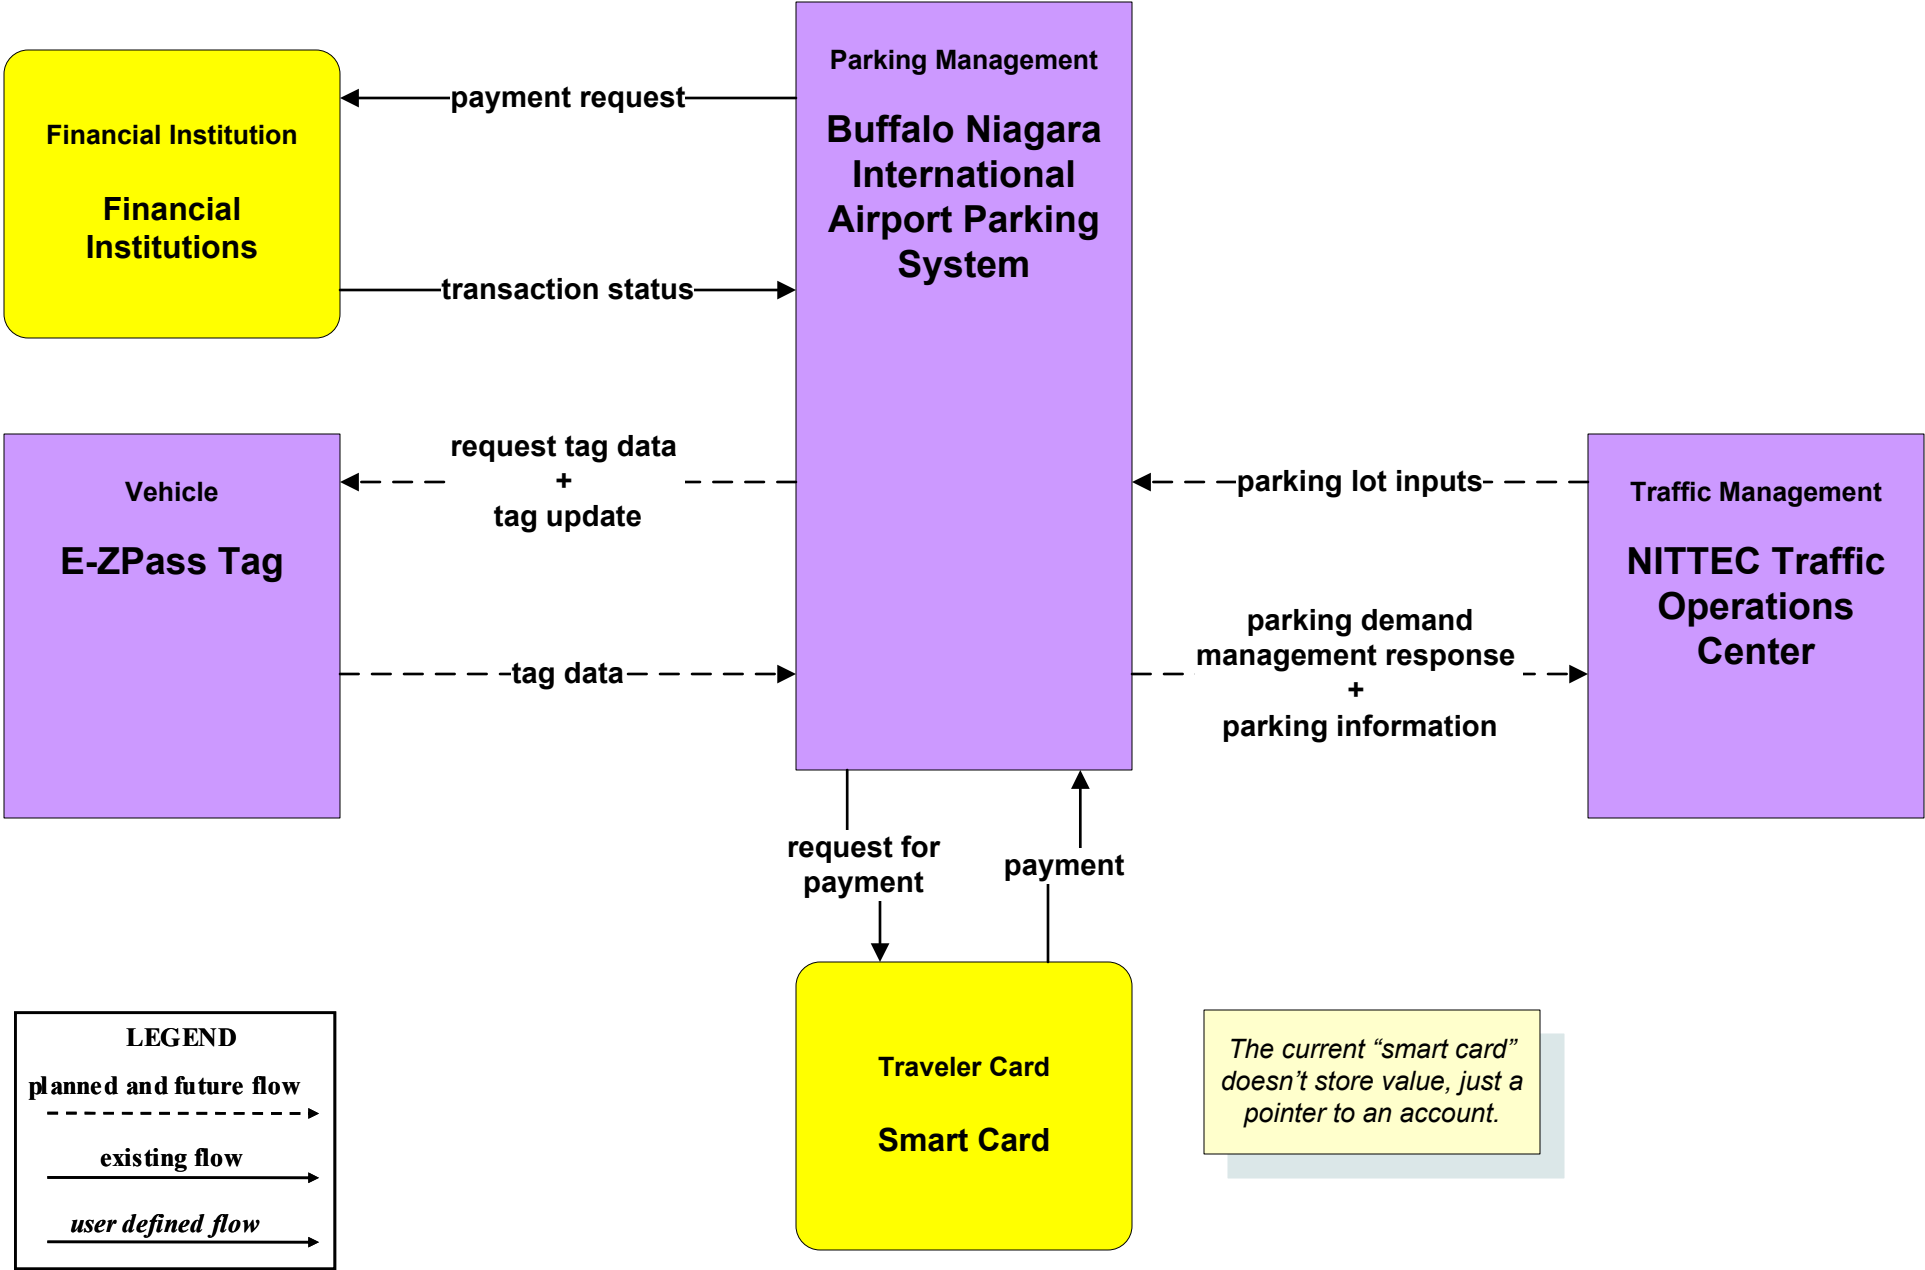 Parking Management
Buffalo Niagara
International
Airport Parking
System
Financial Institution
Financial
Institutions
payment request
transaction status
Vehicle
E-ZPass Tag
request tag data
+
tag update
tag data
parking lot inputs
parking demand
management response
+
parking information
Traffic Management
NITTEC Traffic
Operations
Center
request for
payment
payment
Traveler Card
Smart Card
The current “smart card”
doesn’t store value, just a
pointer to an account.
LEGEND
planned and future flow
existing flow
user defined flow